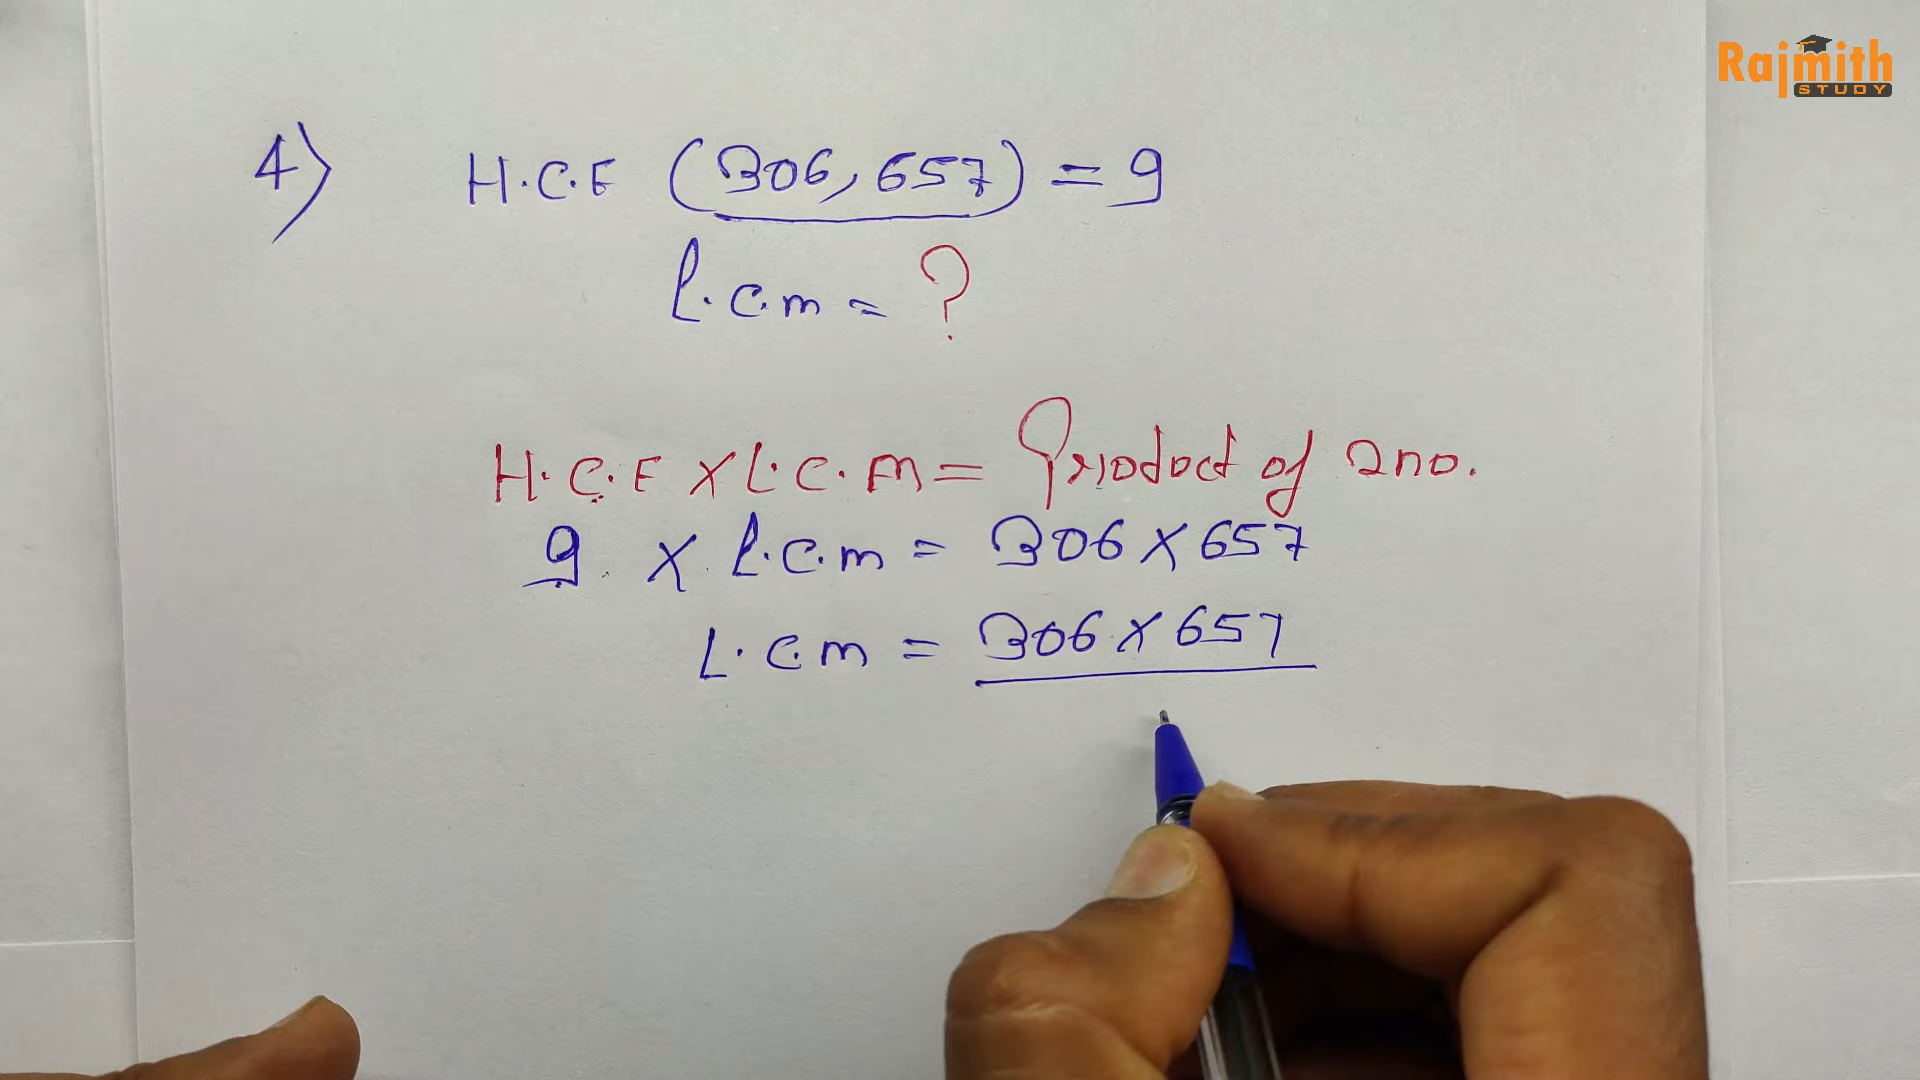 Rajmith
STUDY
4) H.C.F (306, 657) = 9
L.C.m = ?
H.C.F X L.C.M = Product of 2no.
9 X L.C.m = 306 X 657
L.C.m = 306 X 657